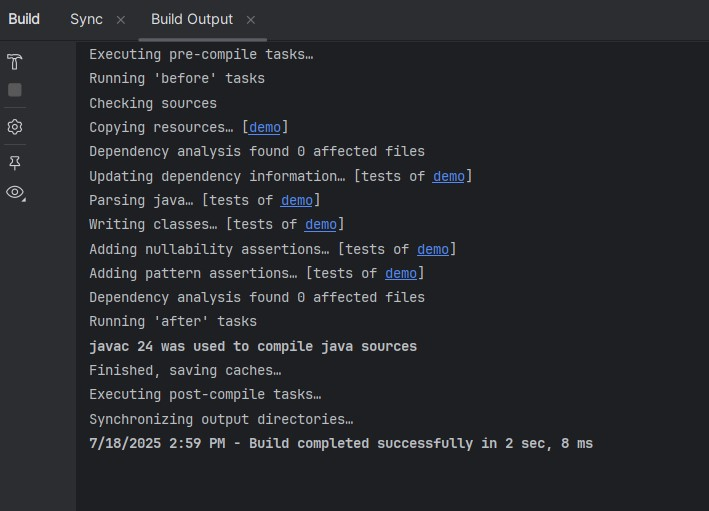 Build Sync Build Output
Executing pre-compile tasks…
Running 'before' tasks
Checking sources
Copying resources… [demo]
Dependency analysis found 0 affected files
Updating dependency information… [tests of demo]
Parsing java… [tests of demo]
Writing classes… [tests of demo]
Adding nullability assertions… [tests of demo]
Adding pattern assertions… [tests of demo]
Dependency analysis found 0 affected files
Running 'after' tasks
javac 24 was used to compile java sources
Finished, saving caches…
Executing post-compile tasks…
Synchronizing output directories…
7/18/2025 2:59 PM - Build completed successfully in 2 sec, 8 ms